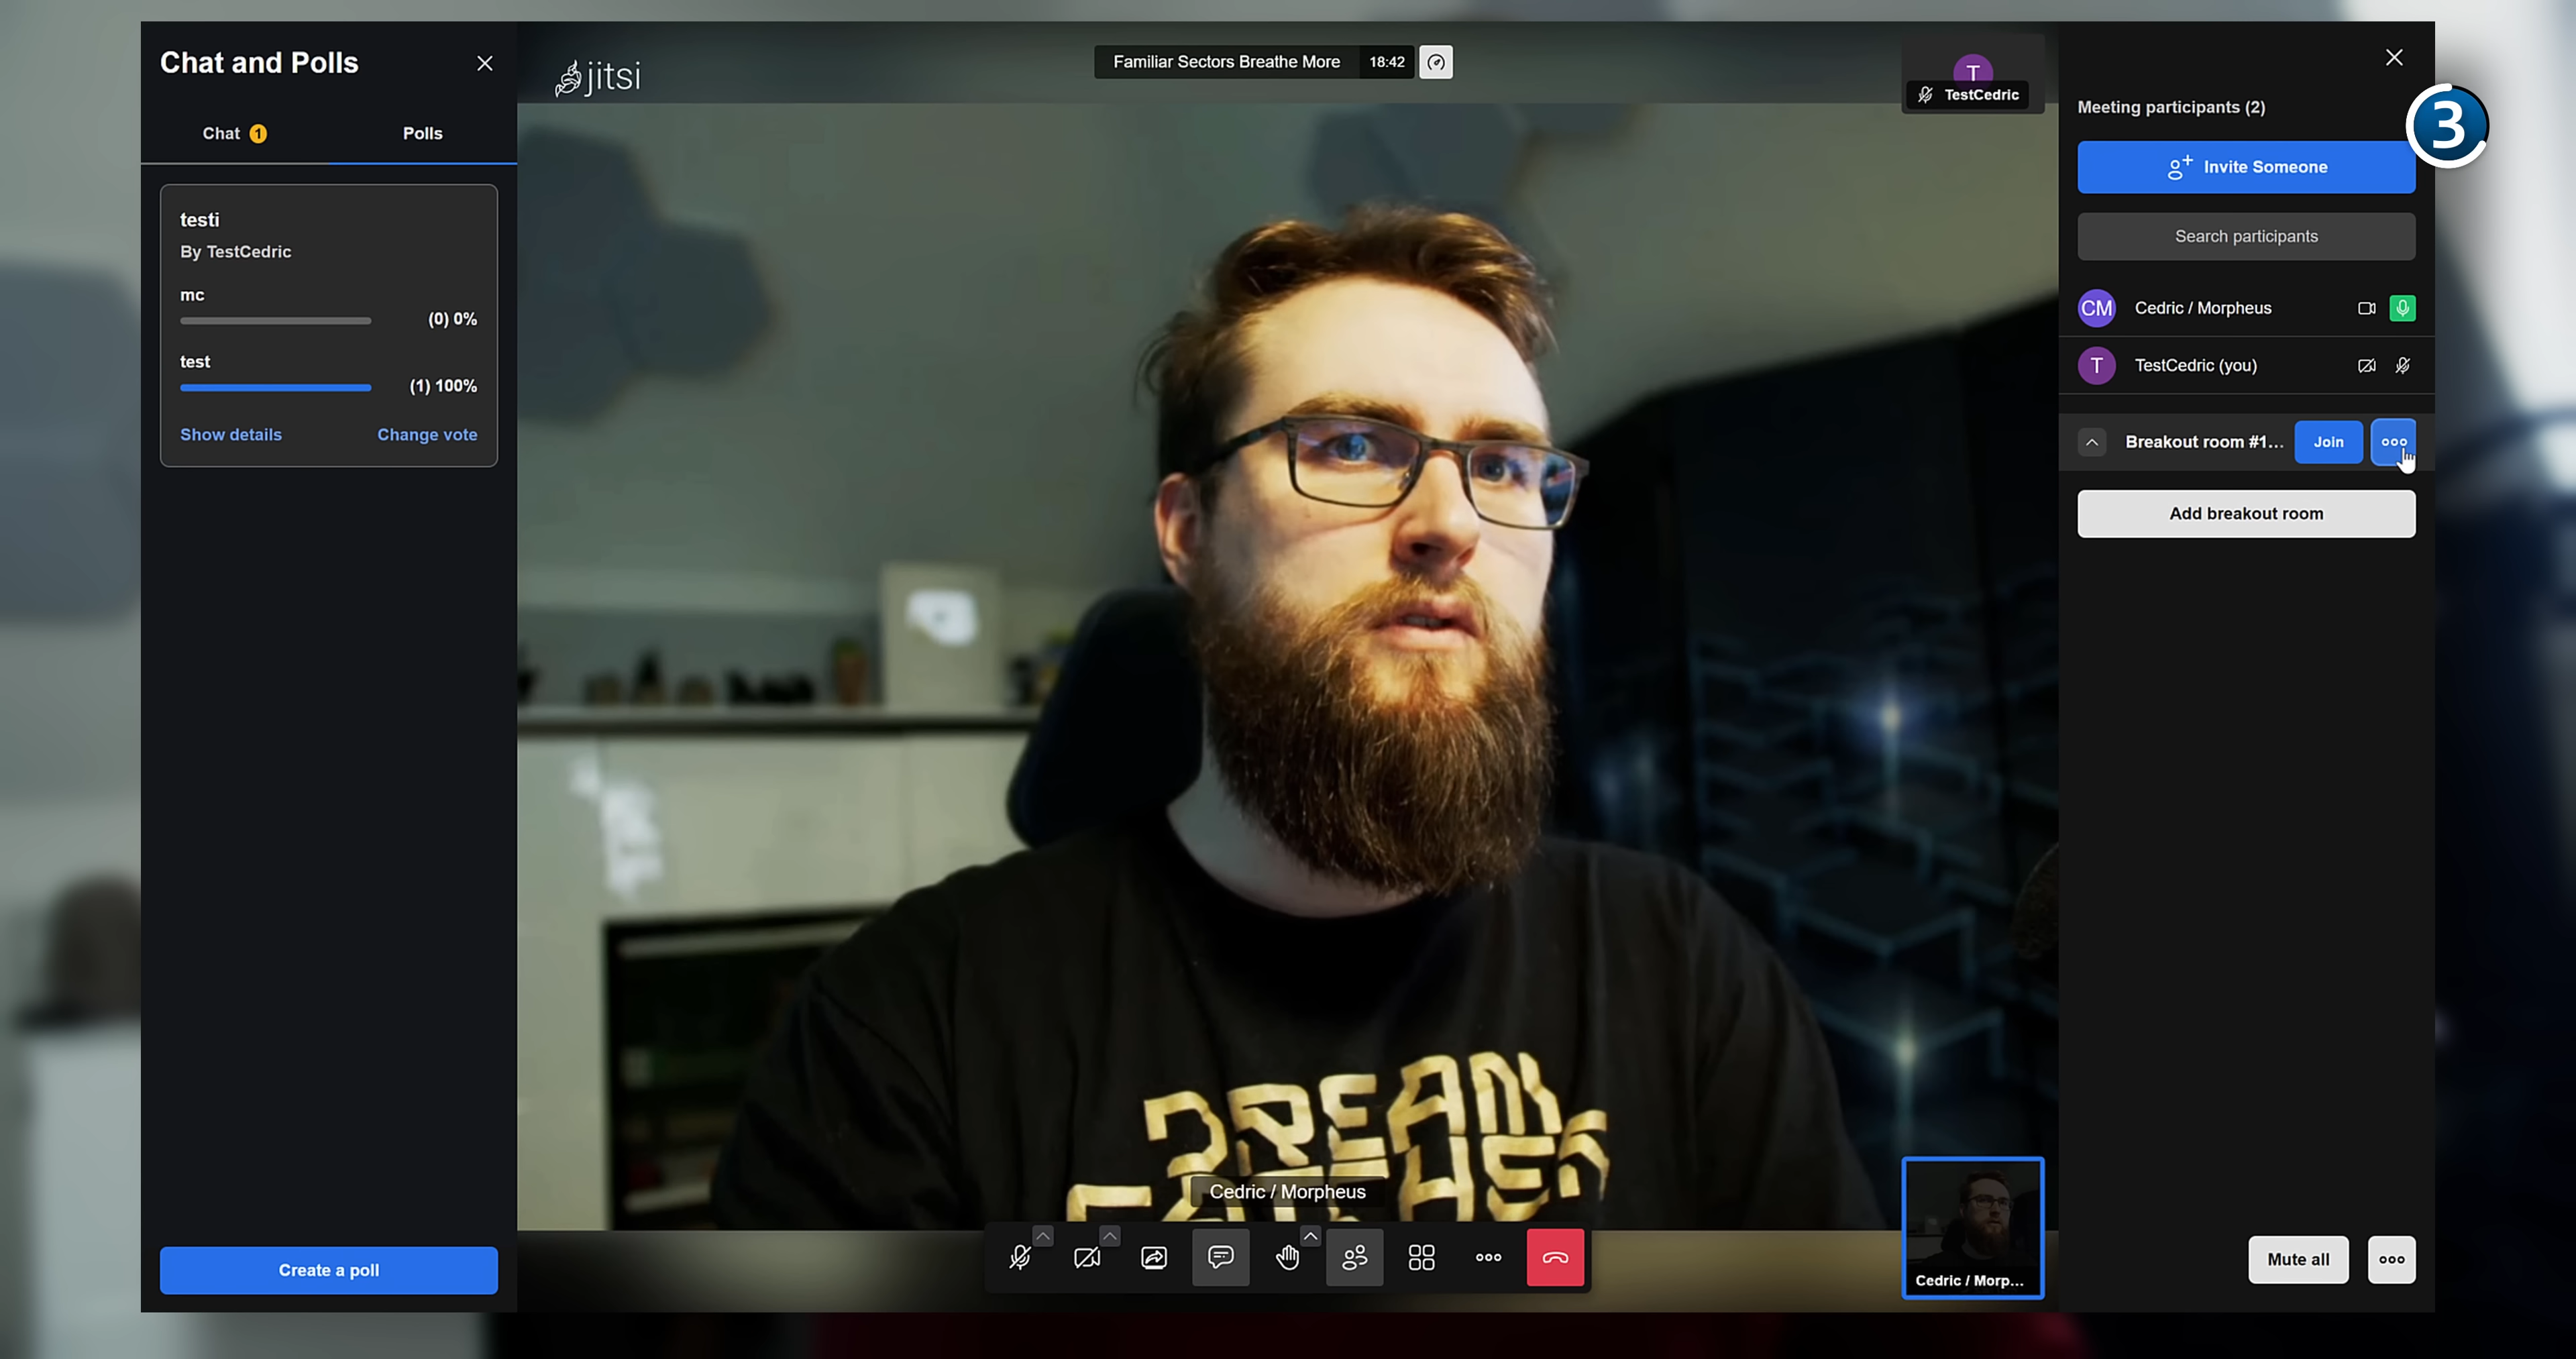 Chat and Polls
Chat 1
Polls
testi
By TestCedric
mc
(0) 0%
test
(1) 100%
Show details
Change vote
Create a poll
jitsi
Familiar Sectors Breathe More
18:42
T
TestCedric
DREAM
Cedric / Morpheus
Cedric / Morp...
Meeting participants (2)
3
Invite Someone
Search participants
CM
Cedric / Morpheus
T
TestCedric (you)
Breakout room #1...
Join
Add breakout room
Mute all